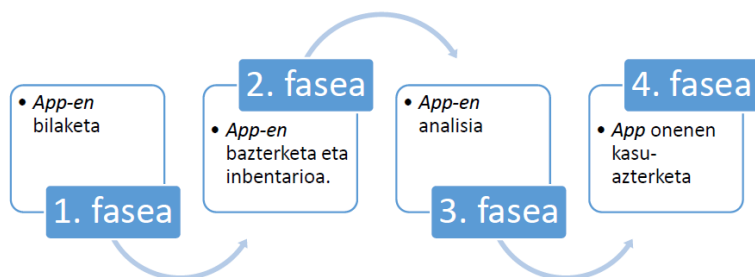 • App-en
bilaketa
1. fasea
2. fasea
• App-en
bazterketa eta
inbentarioa.
• App-en
analisia
3. fasea
4. fasea
• App onenen
kasu-
azterketa